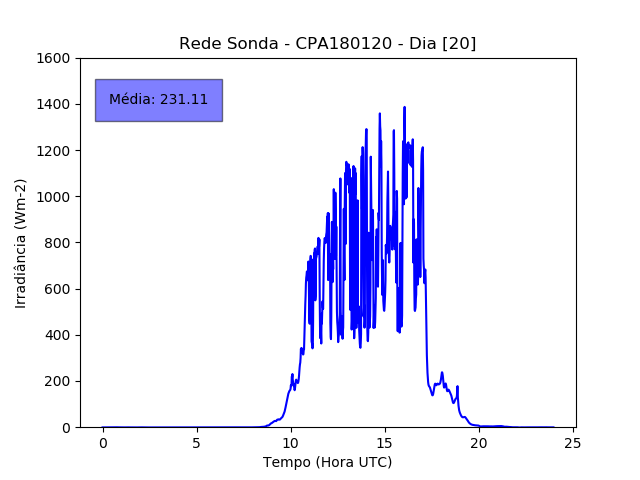 Rede Sonda - CPA180120 - Dia [20]
1600
Média: 231.11
1400
1200
1000
800
600
400
200
0
Irradiância (Wm-2)
0 5 10 15 20 25
Tempo (Hora UTC)